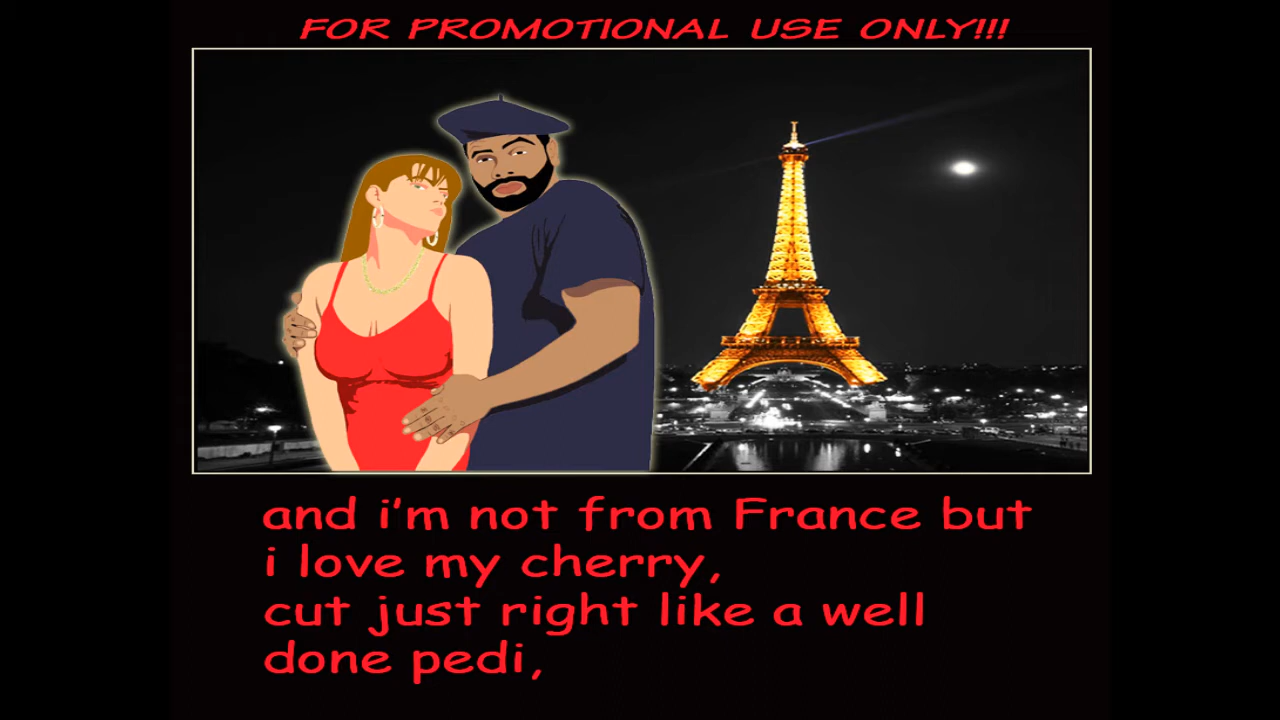 FOR PROMOTIONAL USE ONLY!!!
and i'm not from France but
i love my cherry,
cut just right like a well
done pedi,